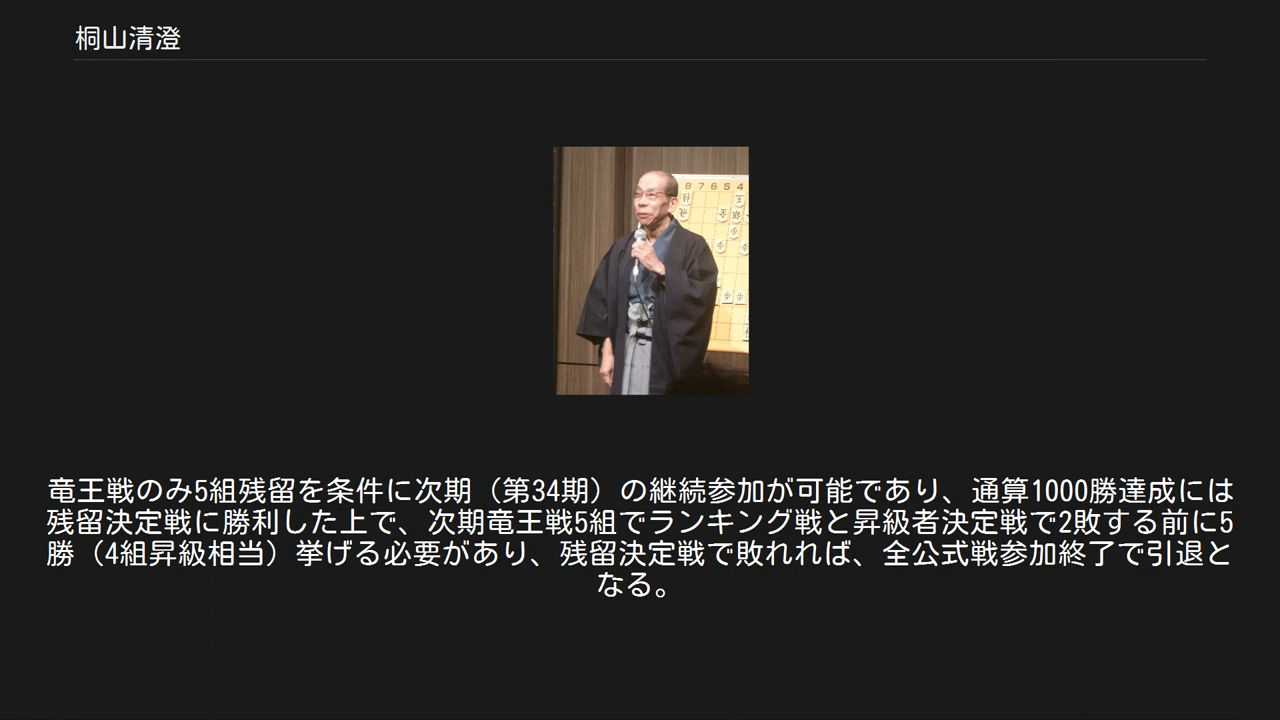 桐山清澄
8 7 6 5 4
竜王戦のみ5組残留を条件に次期（第34期）の継続参加が可能であり、通算1000勝達成には
残留決定戦に勝利した上で、次期竜王戦5組でランキング戦と昇級者決定戦で2敗する前に5
勝（4組昇級相当）挙げる必要があり、残留決定戦で敗れれば、全公式戦参加終了で引退と
なる。